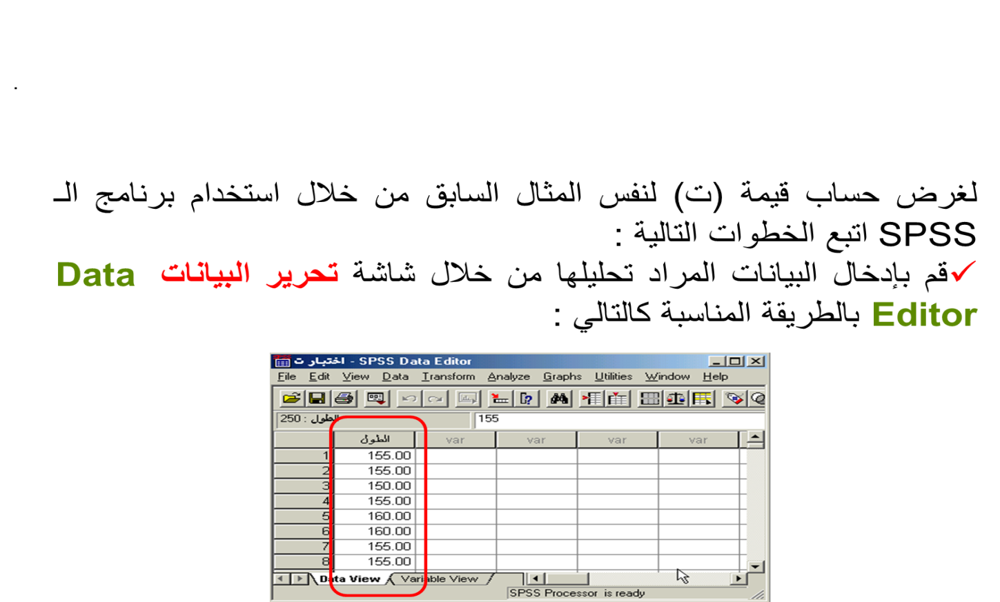 .
لغرض حساب قيمة (ت) لنفس المثال السابق من خلال استخدام برنامج الـ
SPSS اتبع الخطوات التالية :
✓قم بإدخال البيانات المراد تحليلها من خلال شاشة تحرير البيانات Data
Editor بالطريقة المناسبة كالتالي :
اختبار ت - SPSS Data Editor
File Edit View Data Transform Analyze Graphs Utilities Window Help
250 : الطول 155
الطول var var var var
1 155.00
2 155.00
3 150.00
4 155.00
5 160.00
6 160.00
7 155.00
8 155.00
Data View Variable View
SPSS Processor is ready